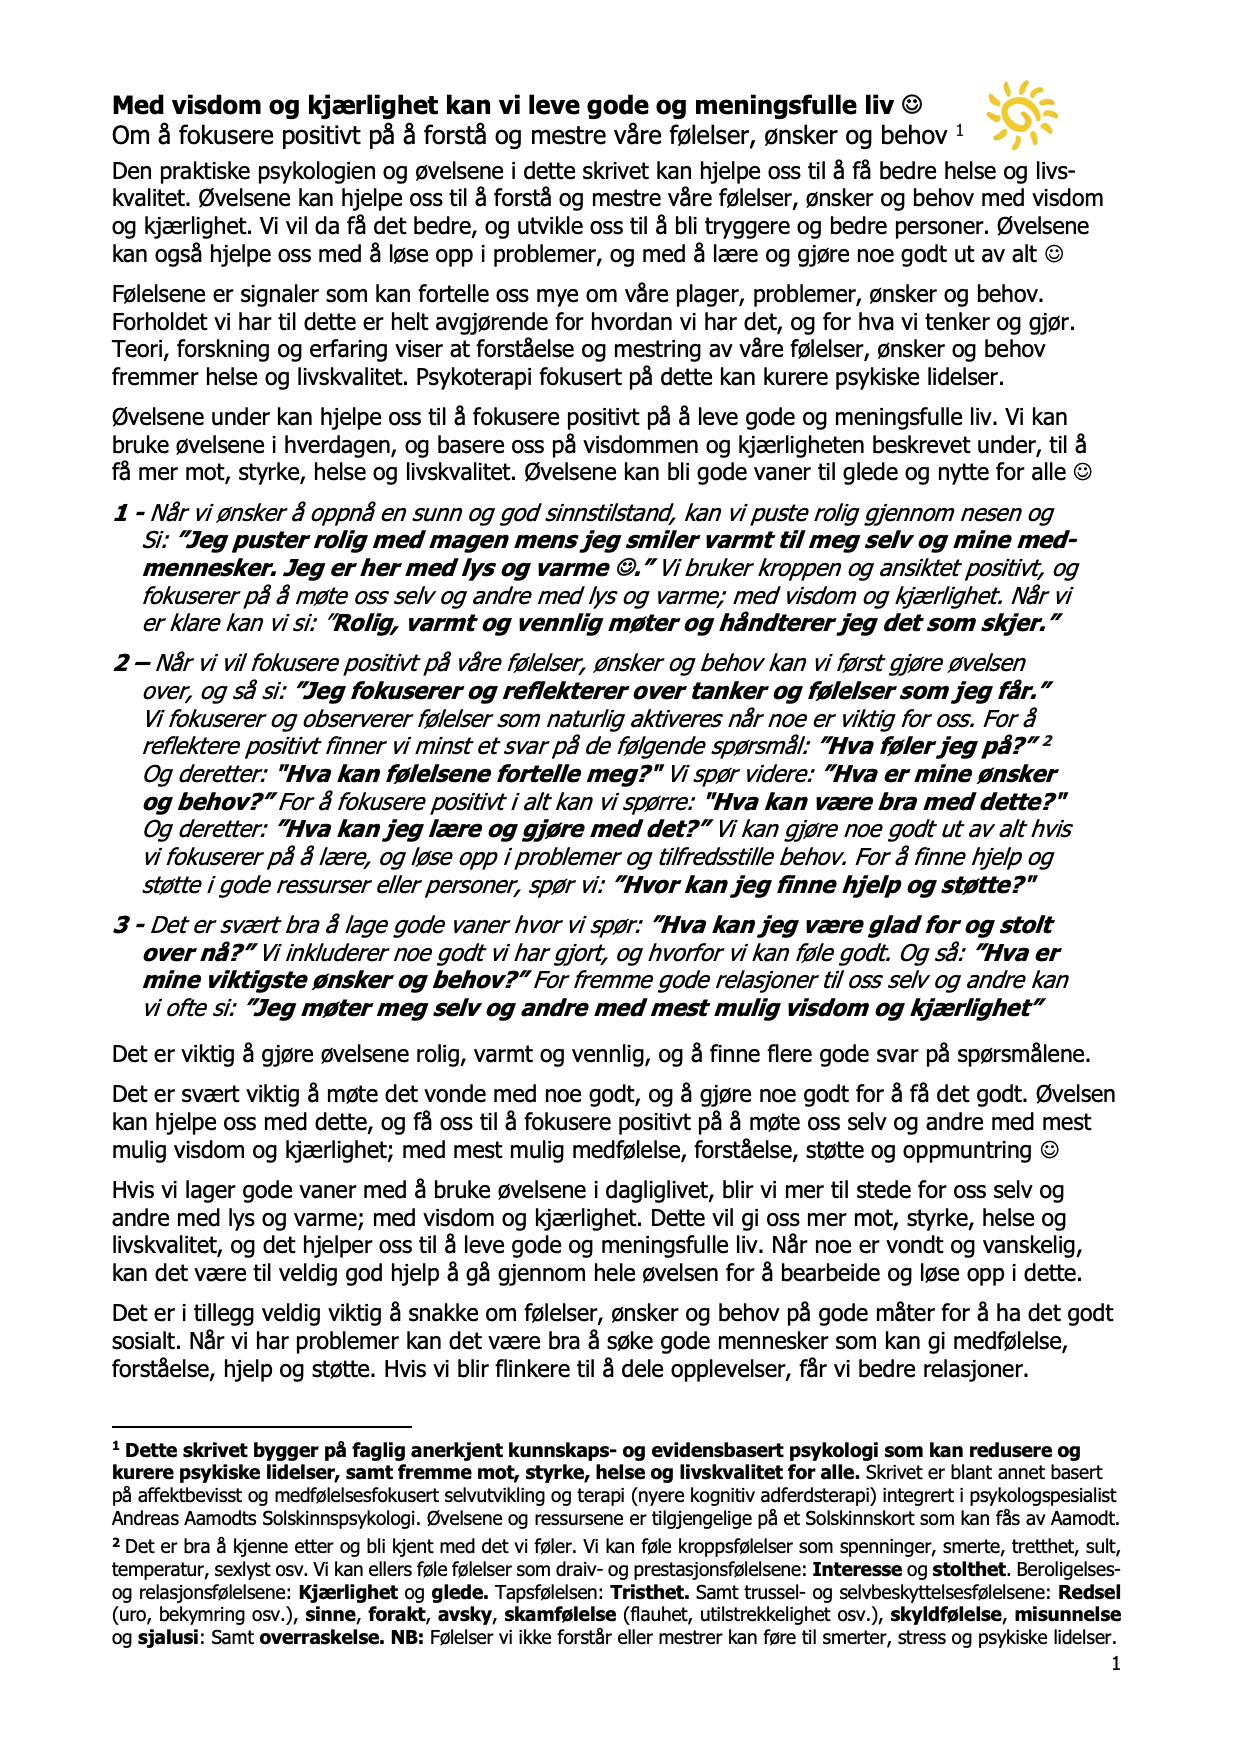 Med visdom og kjærlighet kan vi leve gode og meningsfulle liv ☺
Om å fokusere positivt på å forstå og mestre våre følelser, ønsker og behov 1
Den praktiske psykologien og øvelsene i dette skrivet kan hjelpe oss til å få bedre helse og livs-
kvalitet. Øvelsene kan hjelpe oss til å forstå og mestre våre følelser, ønsker og behov med visdom
og kjærlighet. Vi vil da få det bedre, og utvikle oss til å bli tryggere og bedre personer. Øvelsene
kan også hjelpe oss med å løse opp i problemer, og med å lære og gjøre noe godt ut av alt ☺
Følelsene er signaler som kan fortelle oss mye om våre plager, problemer, ønsker og behov.
Forholdet vi har til dette er helt avgjørende for hvordan vi har det, og for hva vi tenker og gjør.
Teori, forskning og erfaring viser at forståelse og mestring av våre følelser, ønsker og behov
fremmer helse og livskvalitet. Psykoterapi fokusert på dette kan kurere psykiske lidelser.
Øvelsene under kan hjelpe oss til å fokusere positivt på å leve gode og meningsfulle liv. Vi kan
bruke øvelsene i hverdagen, og basere oss på visdommen og kjærligheten beskrevet under, til å
få mer mot, styrke, helse og livskvalitet. Øvelsene kan bli gode vaner til glede og nytte for alle ☺
1 - Når vi ønsker å oppnå en sunn og god sinnstilstand, kan vi puste rolig gjennom nesen og
Si: ”Jeg puster rolig med magen mens jeg smiler varmt til meg selv og mine med-
mennesker. Jeg er her med lys og varme ☺.” Vi bruker kroppen og ansiktet positivt, og
fokuserer på å møte oss selv og andre med lys og varme; med visdom og kjærlighet. Når vi
er klare kan vi si: ”Rolig, varmt og vennlig møter og håndterer jeg det som skjer.”
2 – Når vi vil fokusere positivt på våre følelser, ønsker og behov kan vi først gjøre øvelsen
over, og så si: ”Jeg fokuserer og reflekterer over tanker og følelser som jeg får.”
Vi fokuserer og observerer følelser som naturlig aktiveres når noe er viktig for oss. For å
reflektere positivt finner vi minst et svar på de følgende spørsmål: ”Hva føler jeg på?” 2
Og deretter: "Hva kan følelsene fortelle meg?" Vi spør videre: ”Hva er mine ønsker
og behov?” For å fokusere positivt i alt kan vi spørre: "Hva kan være bra med dette?"
Og deretter: ”Hva kan jeg lære og gjøre med det?” Vi kan gjøre noe godt ut av alt hvis
vi fokuserer på å lære, og løse opp i problemer og tilfredsstille behov. For å finne hjelp og
støtte i gode ressurser eller personer, spør vi: ”Hvor kan jeg finne hjelp og støtte?"
3 - Det er svært bra å lage gode vaner hvor vi spør: ”Hva kan jeg være glad for og stolt
over nå?” Vi inkluderer noe godt vi har gjort, og hvorfor vi kan føle godt. Og så: ”Hva er
mine viktigste ønsker og behov?” For fremme gode relasjoner til oss selv og andre kan
vi ofte si: ”Jeg møter meg selv og andre med mest mulig visdom og kjærlighet”
Det er viktig å gjøre øvelsene rolig, varmt og vennlig, og å finne flere gode svar på spørsmålene.
Det er svært viktig å møte det vonde med noe godt, og å gjøre noe godt for å få det godt. Øvelsen
kan hjelpe oss med dette, og få oss til å fokusere positivt på å møte oss selv og andre med mest
mulig visdom og kjærlighet; med mest mulig medfølelse, forståelse, støtte og oppmuntring ☺
Hvis vi lager gode vaner med å bruke øvelsene i dagliglivet, blir vi mer til stede for oss selv og
andre med lys og varme; med visdom og kjærlighet. Dette vil gi oss mer mot, styrke, helse og
livskvalitet, og det hjelper oss til å leve gode og meningsfulle liv. Når noe er vondt og vanskelig,
kan det være til veldig god hjelp å gå gjennom hele øvelsen for å bearbeide og løse opp i dette.
Det er i tillegg veldig viktig å snakke om følelser, ønsker og behov på gode måter for å ha det godt
sosialt. Når vi har problemer kan det være bra å søke gode mennesker som kan gi medfølelse,
forståelse, hjelp og støtte. Hvis vi blir flinkere til å dele opplevelser, får vi bedre relasjoner.
1 Dette skrivet bygger på faglig anerkjent kunnskaps- og evidensbasert psykologi som kan redusere og
kurere psykiske lidelser, samt fremme mot, styrke, helse og livskvalitet for alle. Skrivet er blant annet basert
på affektbevisst og medfølelsesfokusert selvutvikling og terapi (nyere kognitiv adferdsterapi) integrert i psykologspesialist
Andreas Aamodts Solskinnspsykologi. Øvelsene og ressursene er tilgjengelige på et Solskinnskort som kan fås av Aamodt.
2 Det er bra å kjenne etter og bli kjent med det vi føler. Vi kan føle kroppsfølelser som spenninger, smerte, tretthet, sult,
temperatur, sexlyst osv. Vi kan ellers føle følelser som draiv- og prestasjonsfølelsene: Interesse og stolthet. Beroligelses-
og relasjonsfølelsene: Kjærlighet og glede. Tapsfølelsen: Tristhet. Samt trussel- og selvbeskyttelsesfølelsene: Redsel
(uro, bekymring osv.), sinne, forakt, avsky, skamfølelse (flauhet, utilstrekkelighet osv.), skyldfølelse, misunnelse
og sjalusi: Samt overraskelse. NB: Følelser vi ikke forstår eller mestrer kan føre til smerter, stress og psykiske lidelser.
1